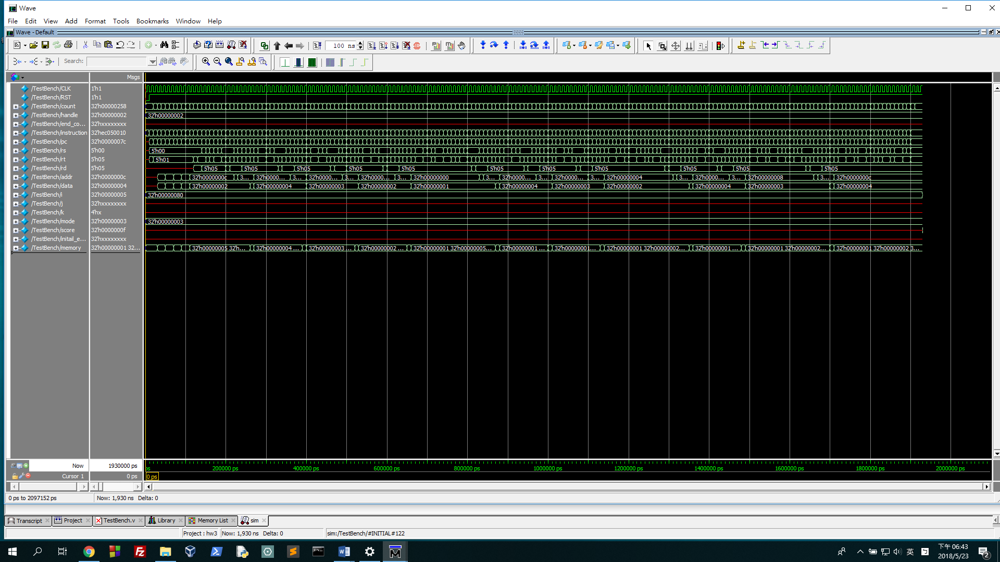 Wave
File Edit View Add Format Tools Bookmarks Window Help
Wave - Default
100 ns
Search:
Msgs
/TestBench/CLK 1'h1
/TestBench/RST 1'h1
/TestBench/count 32'h00000258
/TestBench/handle 32'h00000002 32'h00000002
/TestBench/end_co... 32'hxxxxxxxx
/TestBench/instruction 32'hec050010
/TestBench/pc 32'h0000007c
/TestBench/rs 5'h00 5'h00
/TestBench/rt 5'h05 5'h01
/TestBench/rd 5'h05 5'h05 5'h05 5'h05 5'h05 5'h05 5'h05 5'h05 5'h05 5'h05 5'h05 5'h05
/TestBench/addr 32'h0000000c 32'h0000000c 3... 32'h0000... 3... 32'h0000... 3... 32'h0000... 3... 32'h00000000 3... 32'h0000... 3... 32'h0000... 3... 32'h00000004 3... 32'h0000... 3... 32'h00000008 3... 32'h0000000c
/TestBench/data 32'h00000004 32'h00000002 32'h00000004 32'h00000003 32'h00000002 32'h00000001 32'h00000004 32'h00000003 32'h00000002 32'h00000004 32'h00000003 32'h00000004
/TestBench/i 32'h00000005 32'h00000080
/TestBench/j 32'hxxxxxxxx
/TestBench/k 4'hx
/TestBench/mode 32'h00000003 32'h00000003
/TestBench/score 32'h0000000f
/TestBench/initail_e... 32'hxxxxxxxx
/TestBench/memory 32'h00000001 32... 32'h00000005 32'h... 32'h00000004 ... 32'h00000003 ... 32'h00000002 ... 32'h00000001 32'h00000005... 32'h00000001 ... 32'h00000001... 32'h00000001 32'h00000002... 32'h00000001 ... 32'h00000001 32'h00000002... 32'h00000001 32'h00000002 3...
Now 1930000 ps
ps 200000 ps 400000 ps 600000 ps 800000 ps 1000000 ps 1200000 ps 1400000 ps 1600000 ps 1800000 ps 2000000 ps
Cursor 1 0 ps 0 ps
0 ps to 2097152 ps Now: 1,930 ns Delta: 0
Transcript Project TestBench.v Library Memory List sim
Project : hw3 Now: 1,930 ns Delta: 0 sim:/TestBench/#INITIAL#122
英 下午 06:43
2018/5/23 2